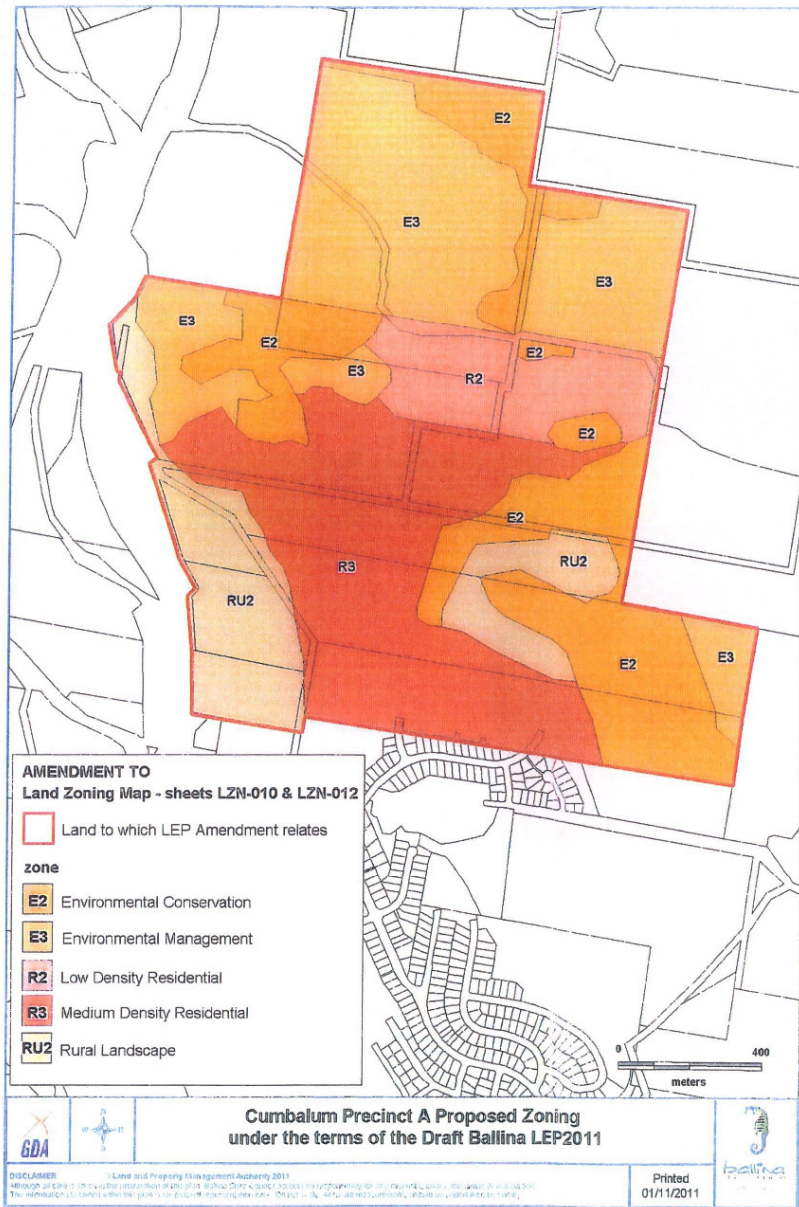 E2
E3
E3
E3
E2
E3
E2
R2
E2
E2
RU2
R3
RU2
E2
E3
AMENDMENT TO
Land Zoning Map - sheets LZN-010 & LZN-012
Land to which LEP Amendment relates
zone
E2 Environmental Conservation
E3 Environmental Management
R2 Low Density Residential
R3 Medium Density Residential
RU2 Rural Landscape
0 400
meters
GDA
Cumbalum Precinct A Proposed Zoning
under the terms of the Draft Ballina LEP2011
ballina
DISCLAIMER © Land and Property Management Authority 2011
Printed
01/11/2011